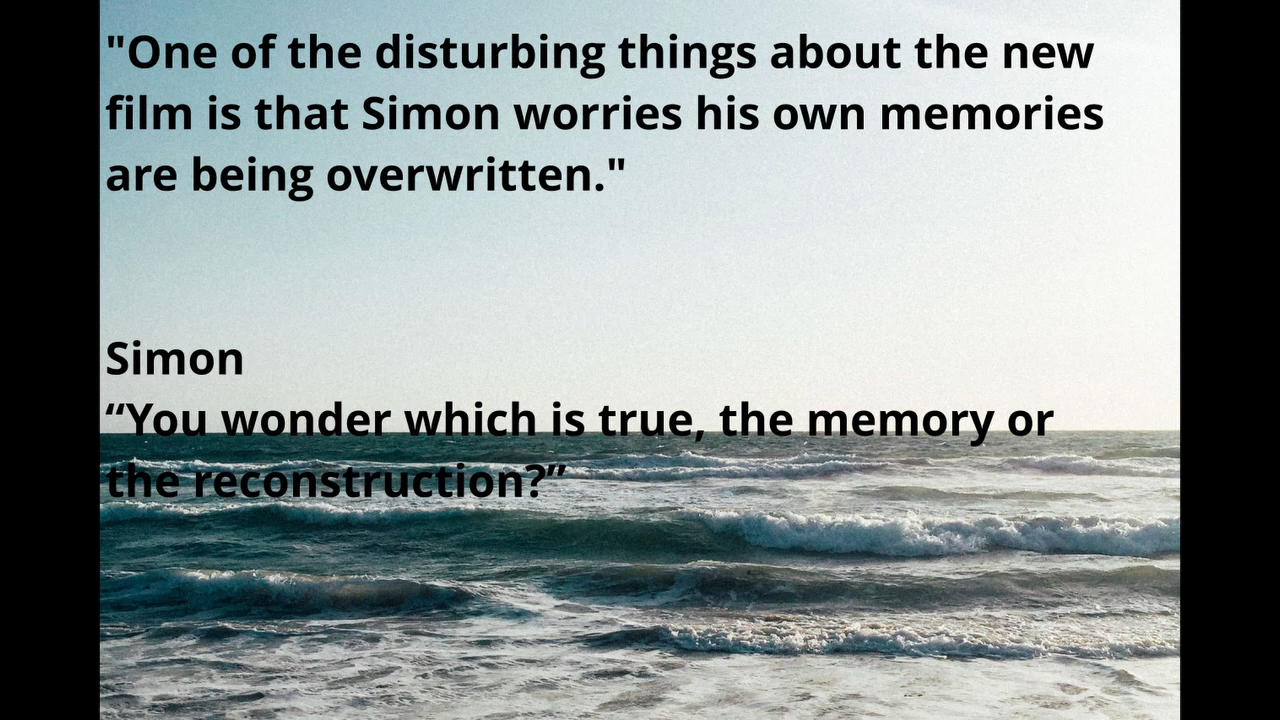 "One of the disturbing things about the new
film is that Simon worries his own memories
are being overwritten."
Simon
“You wonder which is true, the memory or
the reconstruction?”